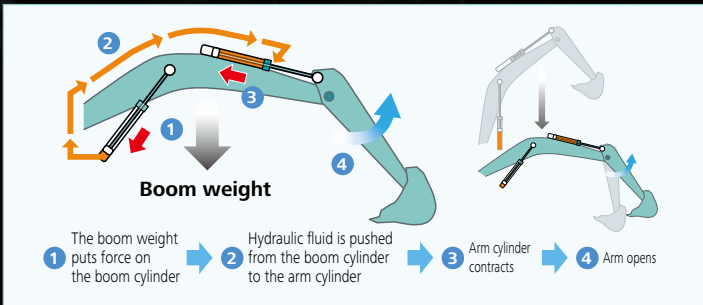 2
3
1
4
Boom weight
1 The boom weight
puts force on
the boom cylinder
2 Hydraulic fluid is pushed
from the boom cylinder
to the arm cylinder
3 Arm cylinder
contracts
4 Arm opens